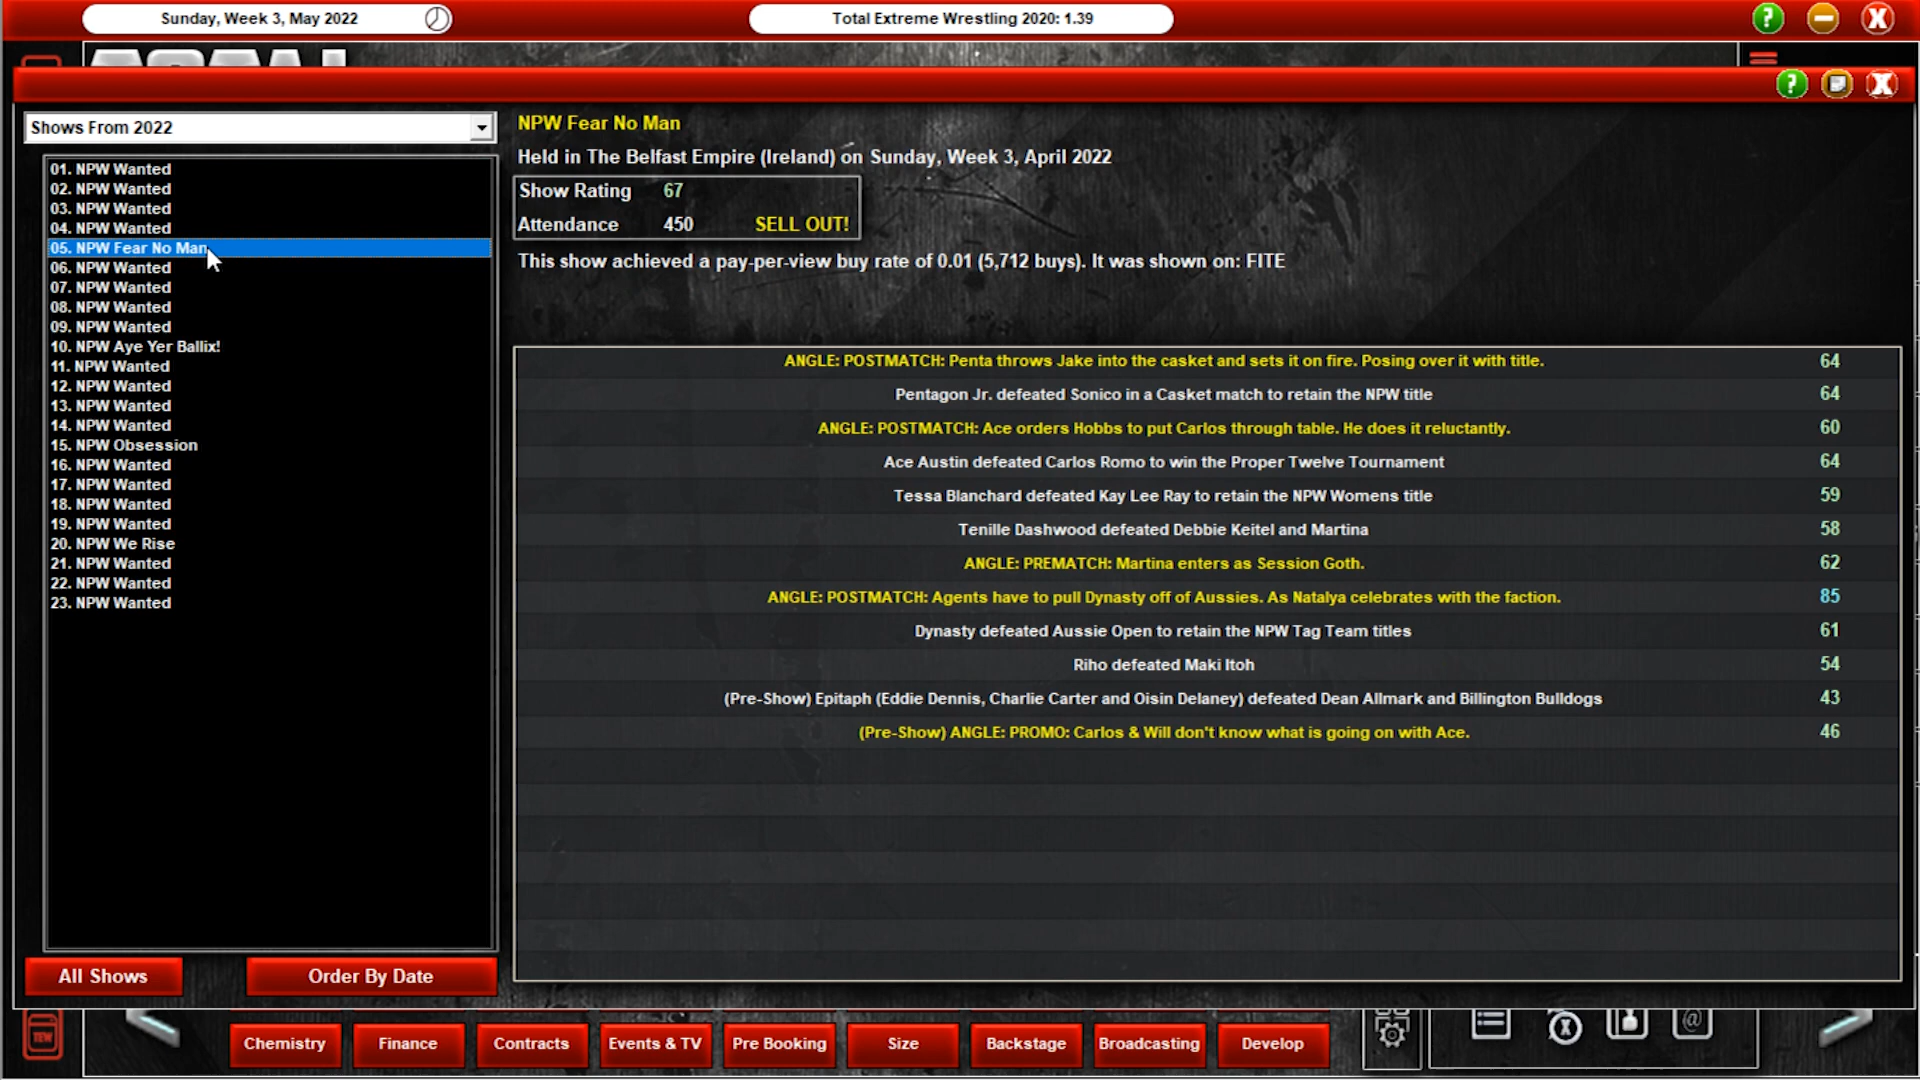 Sunday, Week 3, May 2022
Total Extreme Wrestling 2020: 1.39
Shows From 2022
01. NPW Wanted
02. NPW Wanted
03. NPW Wanted
04. NPW Wanted
05. NPW Fear No Man
06. NPW Wanted
07. NPW Wanted
08. NPW Wanted
09. NPW Wanted
10. NPW Aye Yer Ballix!
11. NPW Wanted
12. NPW Wanted
13. NPW Wanted
14. NPW Wanted
15. NPW Obsession
16. NPW Wanted
17. NPW Wanted
18. NPW Wanted
19. NPW Wanted
20. NPW We Rise
21. NPW Wanted
22. NPW Wanted
23. NPW Wanted
All Shows
Order By Date
NPW Fear No Man
Held in The Belfast Empire (Ireland) on Sunday, Week 3, April 2022
Show Rating 67
Attendance 450 SELL OUT!
This show achieved a pay-per-view buy rate of 0.01 (5,712 buys). It was shown on: FITE
ANGLE: POSTMATCH: Penta throws Jake into the casket and sets it on fire. Posing over it with title. 64
Pentagon Jr. defeated Sonico in a Casket match to retain the NPW title 64
ANGLE: POSTMATCH: Ace orders Hobbs to put Carlos through table. He does it reluctantly. 60
Ace Austin defeated Carlos Romo to win the Proper Twelve Tournament 64
Tessa Blanchard defeated Kay Lee Ray to retain the NPW Womens title 59
Tenille Dashwood defeated Debbie Keitel and Martina 58
ANGLE: PREMATCH: Martina enters as Session Goth. 62
ANGLE: POSTMATCH: Agents have to pull Dynasty off of Aussies. As Natalya celebrates with the faction. 85
Dynasty defeated Aussie Open to retain the NPW Tag Team titles 61
Riho defeated Maki Itoh 54
(Pre-Show) Epitaph (Eddie Dennis, Charlie Carter and Oisin Delaney) defeated Dean Allmark and Billington Bulldogs 43
(Pre-Show) ANGLE: PROMO: Carlos & Will don't know what is going on with Ace. 46
TEW
Chemistry
Finance
Contracts
Events & TV
Pre Booking
Size
Backstage
Broadcasting
Develop